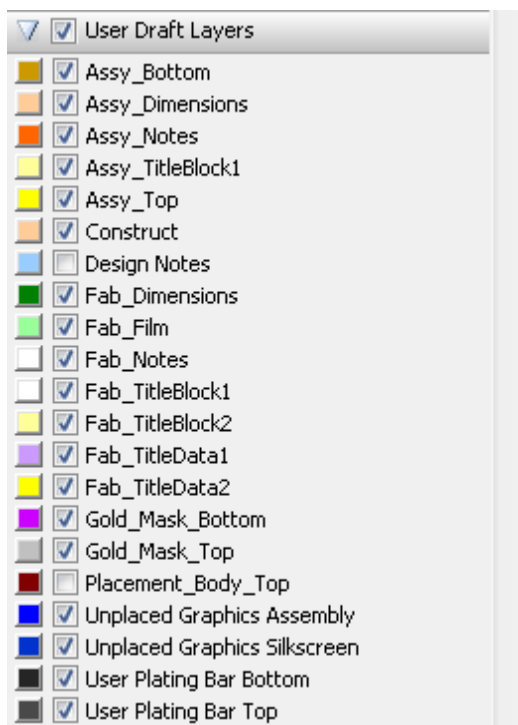 User Draft Layers
Assy_Bottom
Assy_Dimensions
Assy_Notes
Assy_TitleBlock1
Assy_Top
Construct
Design Notes
Fab_Dimensions
Fab_Film
Fab_Notes
Fab_TitleBlock1
Fab_TitleBlock2
Fab_TitleData1
Fab_TitleData2
Gold_Mask_Bottom
Gold_Mask_Top
Placement_Body_Top
Unplaced Graphics Assembly
Unplaced Graphics Silkscreen
User Plating Bar Bottom
User Plating Bar Top